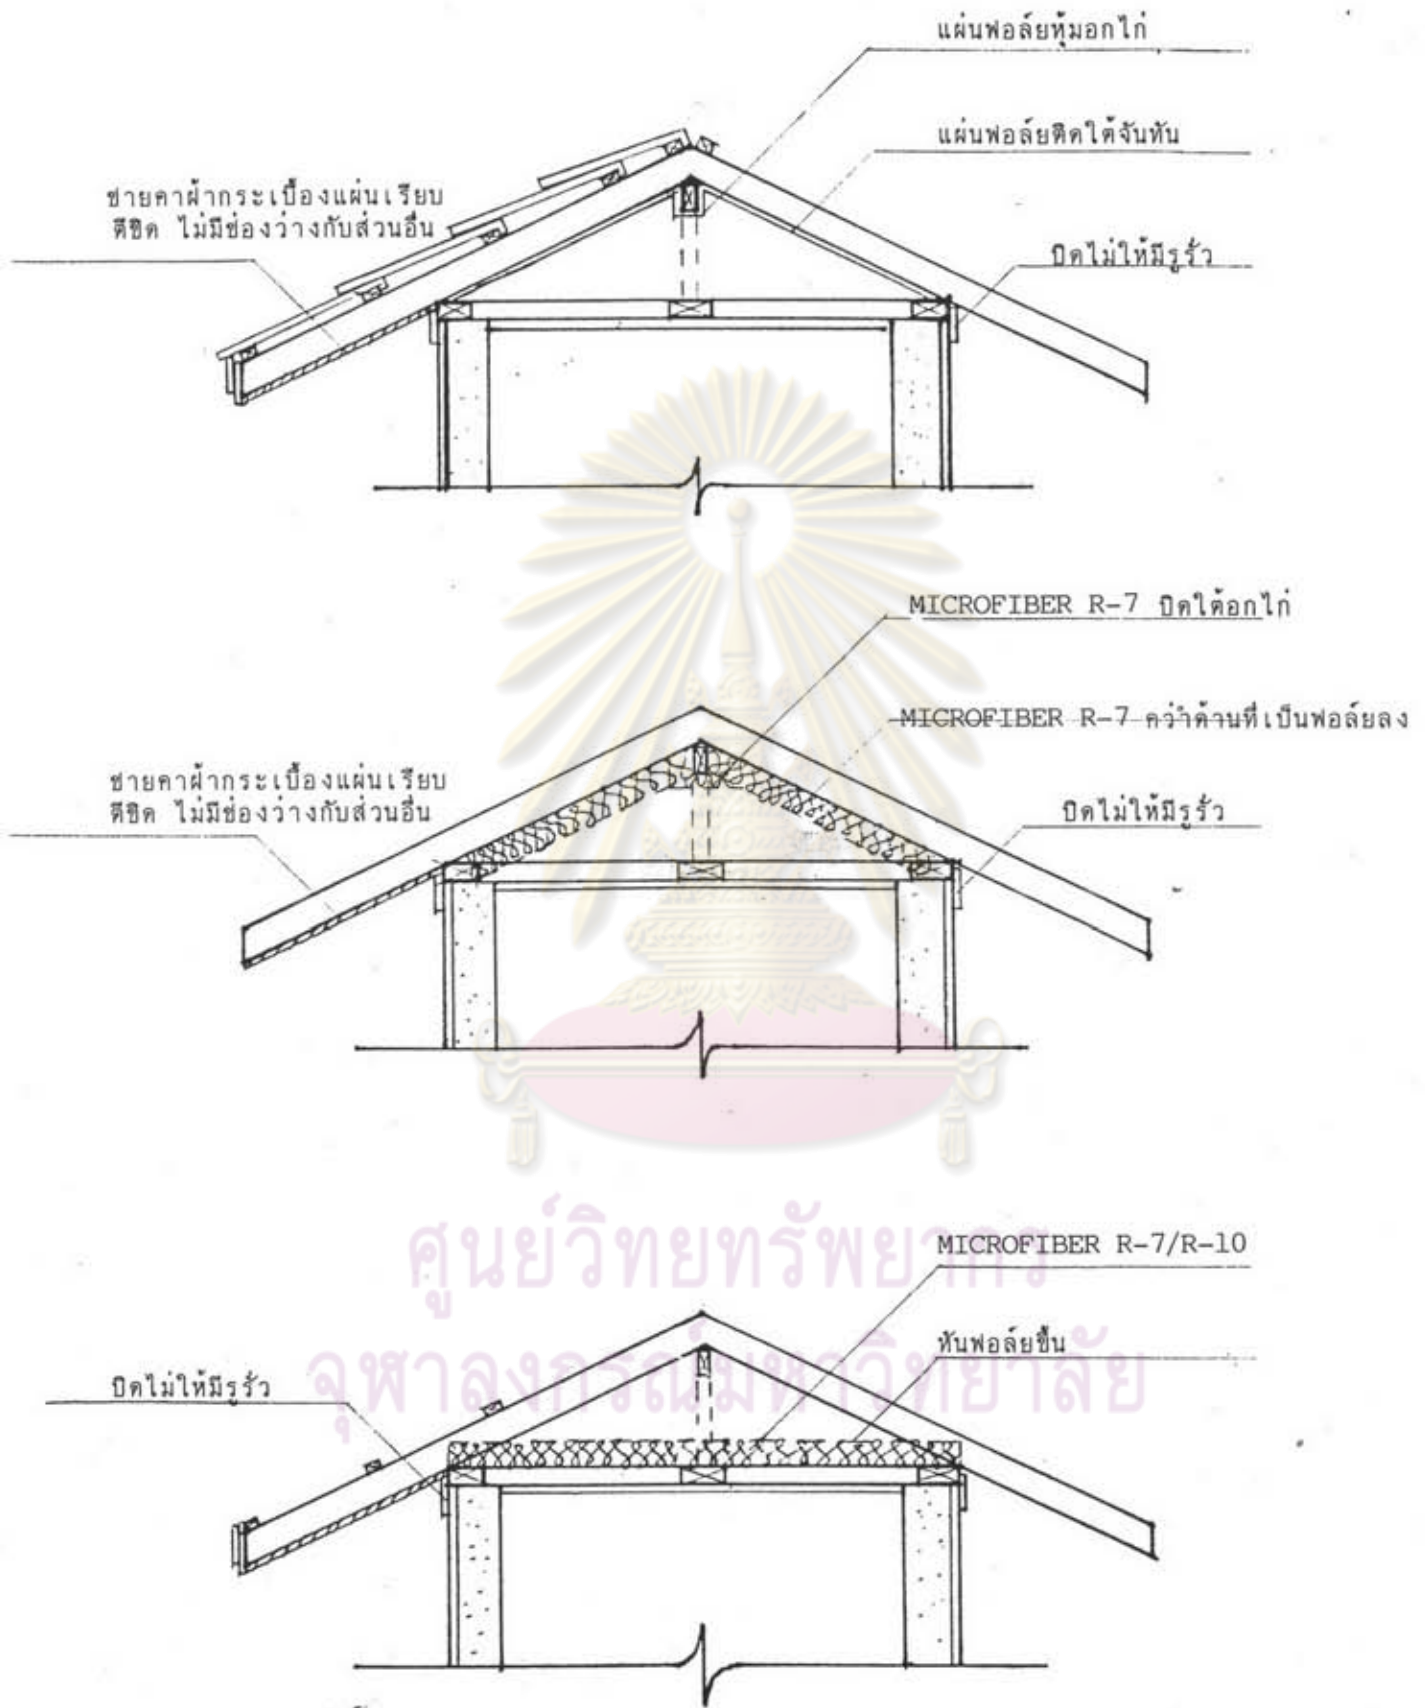 แผ่นฟอล์ยหุ้มอกไก่
แผ่นฟอล์ยติดใต้จันทัน
ชายคาฝ้ากระเบื้องแผ่นเรียบ
ตีชิด ไม่มีช่องว่างกับส่วนอื่น
ปิดไม่ให้มีรูรั่ว
MICROFIBER R-7 ปิดใต้อกไก่
MICROFIBER R-7 คว่ำด้านที่เป็นฟอล์ยลง
ชายคาฝ้ากระเบื้องแผ่นเรียบ
ตีชิด ไม่มีช่องว่างกับส่วนอื่น
ปิดไม่ให้มีรูรั่ว
ศูนย์วิทยทรัพยากร
จุฬาลงกรณ์มหาวิทยาลัย
MICROFIBER R-7/R-10
หันฟอล์ยขึ้น
ปิดไม่ให้มีรูรั่ว